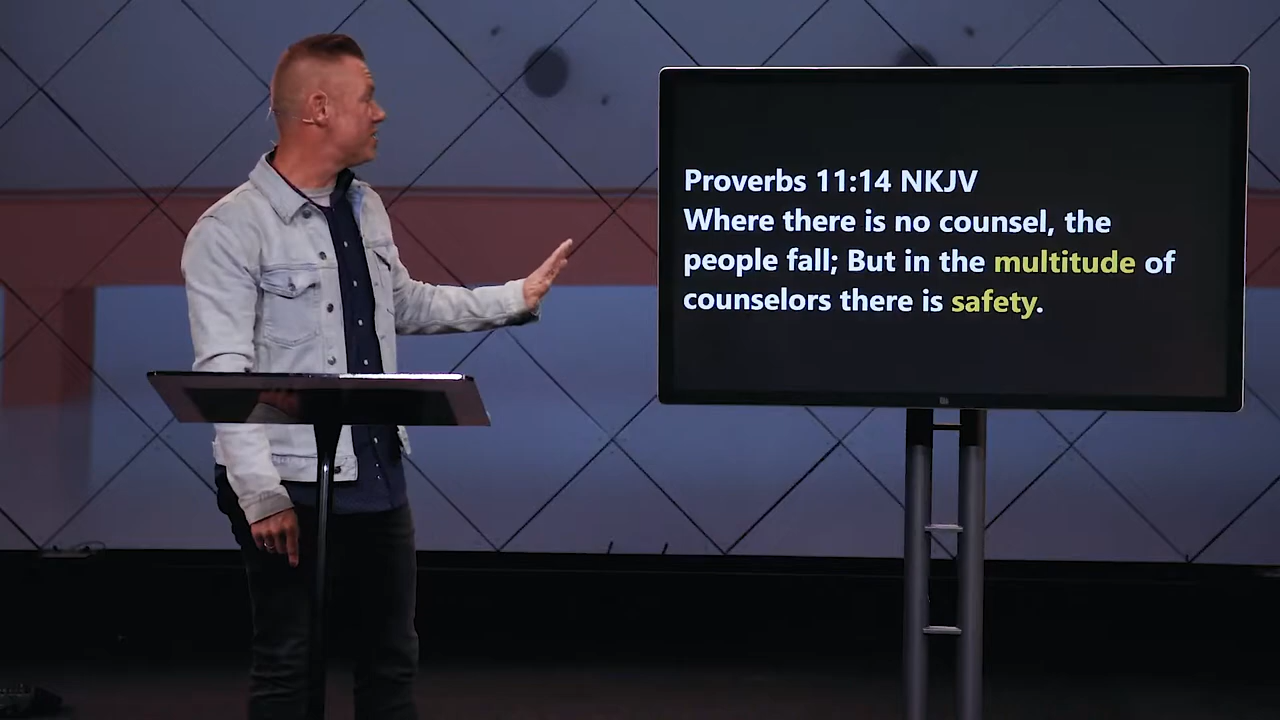 Proverbs 11:14 NKJV
Where there is no counsel, the
people fall; But in the multitude of
counselors there is safety.